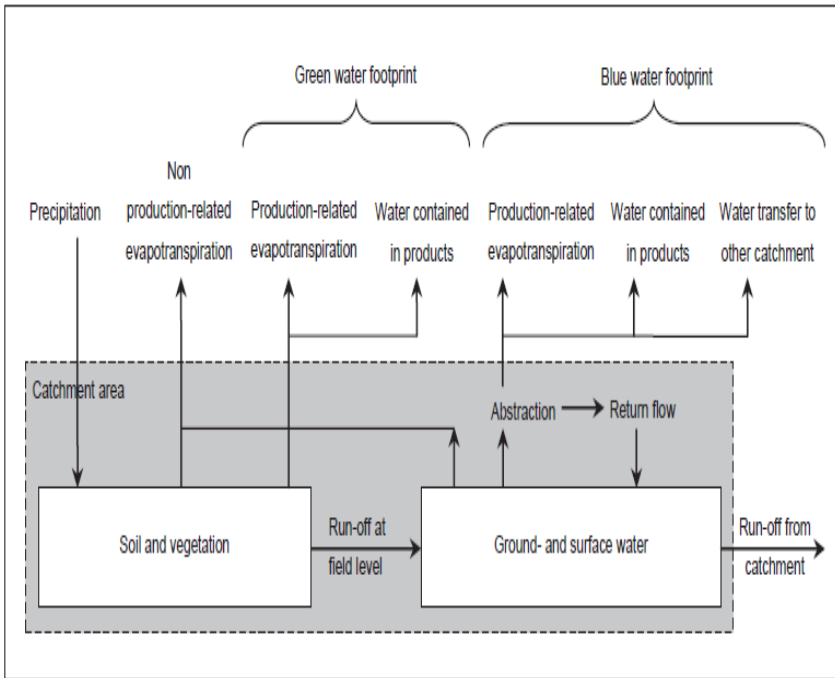 Green water footprint
Blue water footprint
Non
Precipitation
production-related
evapotranspiration
Production-related
evapotranspiration
Water contained
in products
Production-related
evapotranspiration
Water contained
in products
Water transfer to
other catchment
Catchment area
Abstraction
Return flow
Soil and vegetation
Run-off at
field level
Ground- and surface water
Run-off from
catchment